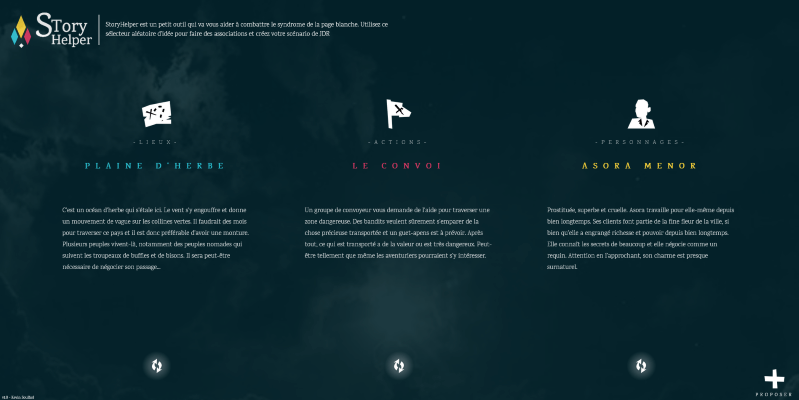 STory
Helper
StoryHelper est un petit outil qui va vous aider à combattre le syndrome de la page blanche. Utilisez ce
sélecteur aléatoire d'idée pour faire des associations et créez votre scénario de JDR
- LIEUX -
PLAINE D'HERBE
C'est un océan d'herbe qui s'étale ici. Le vent s'y engouffre et donne
un mouvement de vague sur les collines vertes. Il faudrait des mois
pour traverser ce pays et il est donc préférable d'avoir une monture.
Plusieurs peuples vivent-là, notamment des peuples nomades qui
suivent les troupeaux de buffles et de bisons. Il sera peut-être
nécessaire de négocier son passage...
- ACTIONS -
LE CONVOI
Un groupe de convoyeur vous demande de l'aide pour traverser une
zone dangereuse. Des bandits veulent sûrement s'emparer de la
chose précieuse transportée et un guet-apens est à prévoir. Après
tout, ce qui est transporté a de la valeur ou est très dangereux. Peut-
être tellement que même les aventuriers pourraient s'y intéresser.
- PERSONNAGES -
ASORA MENOR
Prostituée, superbe et cruelle. Asora travaille pour elle-même depuis
bien longtemps. Ses clients font partie de la fine fleur de la ville, si
bien qu'elle a engrangé richesse et pouvoir depuis bien longtemps.
Elle connaît les secrets de beaucoup et elle négocie comme un
requin. Attention en l'approchant, son charme est presque
surnaturel.
PROPOSER